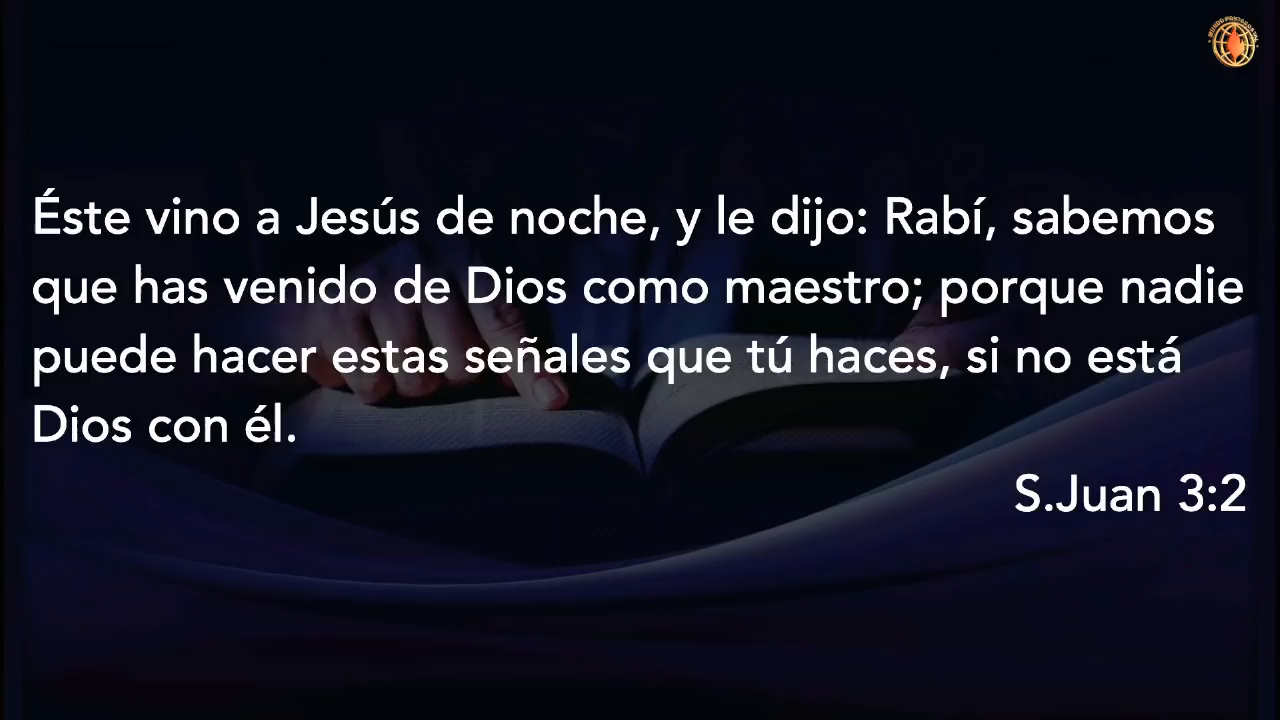 Éste vino a Jesús de noche, y le dijo: Rabí, sabemos
que has venido de Dios como maestro; porque nadie
puede hacer estas señales que tú haces, si no está
Dios con él.
S.Juan 3:2